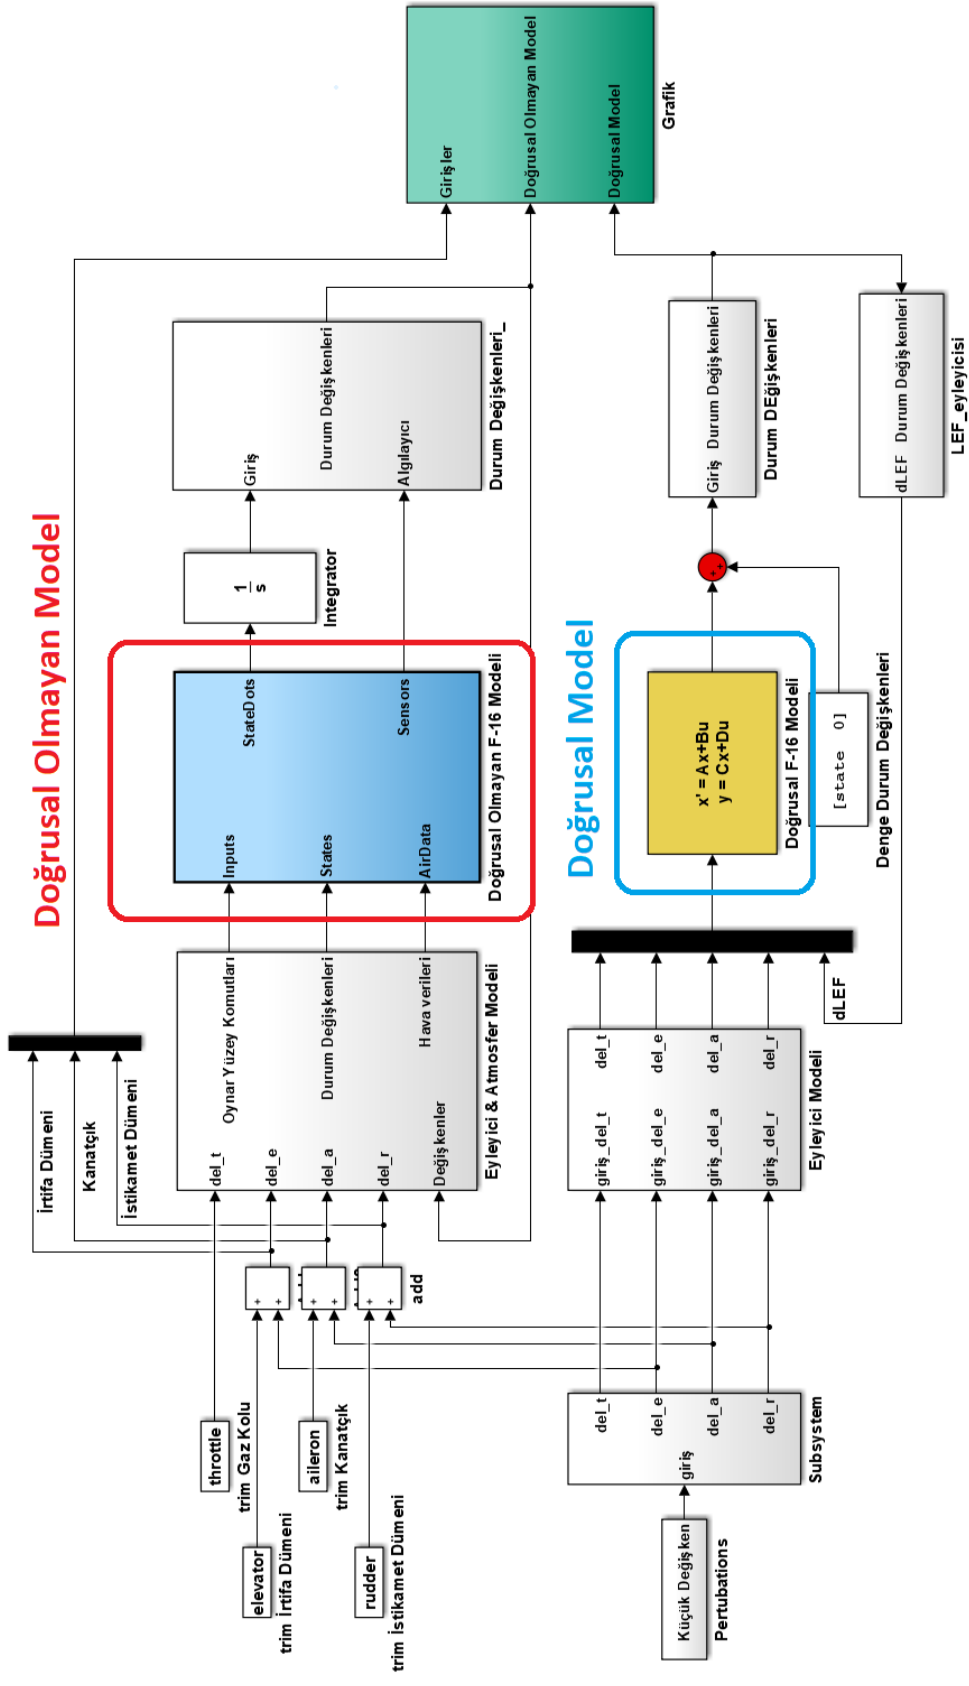 Doğrusal Olmayan Model
İrtifa Dümeni
Kanatçık
İstikamet Dümeni
throttle
trim Gaz Kolu
elevator
trim İrtifa Dümeni
aileron
trim Kanatçık
rudder
trim İstikamet Dümeni
+
+
+
+
+
+
add
del_t
del_e
del_a
del_r
Değişkenler
Oynar Yüzey Komutları
Durum Değişkenleri
Hava verileri
Eyleyici & Atmosfer Modeli
Inputs
States
AirData
StateDots
Sensors
Doğrusal Olmayan F-16 Modeli
1
s
Integrator
Giriş
Algılayıcı
Durum Değişkenleri
Durum Değişkenleri_
Girişler
Doğrusal Olmayan Model
Doğrusal Model
Grafik
Doğrusal Model
Küçük Değişken
Pertubations
giriş
del_t
del_e
del_a
del_r
Subsystem
giriş_del_t
giriş_del_e
giriş_del_a
giriş_del_r
del_t
del_e
del_a
del_r
Eyleyici Modeli
dLEF
x' = Ax+Bu
y = Cx+Du
Doğrusal F-16 Modeli
[state 0]
Denge Durum Değişkenleri
+
+
Giriş Durum Değişkenleri
Durum DEğişkenleri
dLEF Durum Değişkenleri
LEF_eyleyicisi